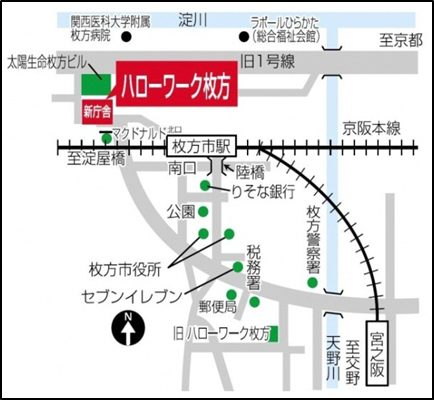 関西医科大学附属
枚方病院
淀川
ラポールひらかた
(総合福祉会館)
至京都
太陽生命枚方ビル
旧1号線
ハローワーク枚方
新庁舎
マクドナルド
京阪本線
至淀屋橋
枚方市駅
南口
陸橋
りそな銀行
公園
枚方市役所
税務署
枚方警察署
セブンイレブン
郵便局
旧 ハローワーク枚方
N
天野川
至交野
宮之阪